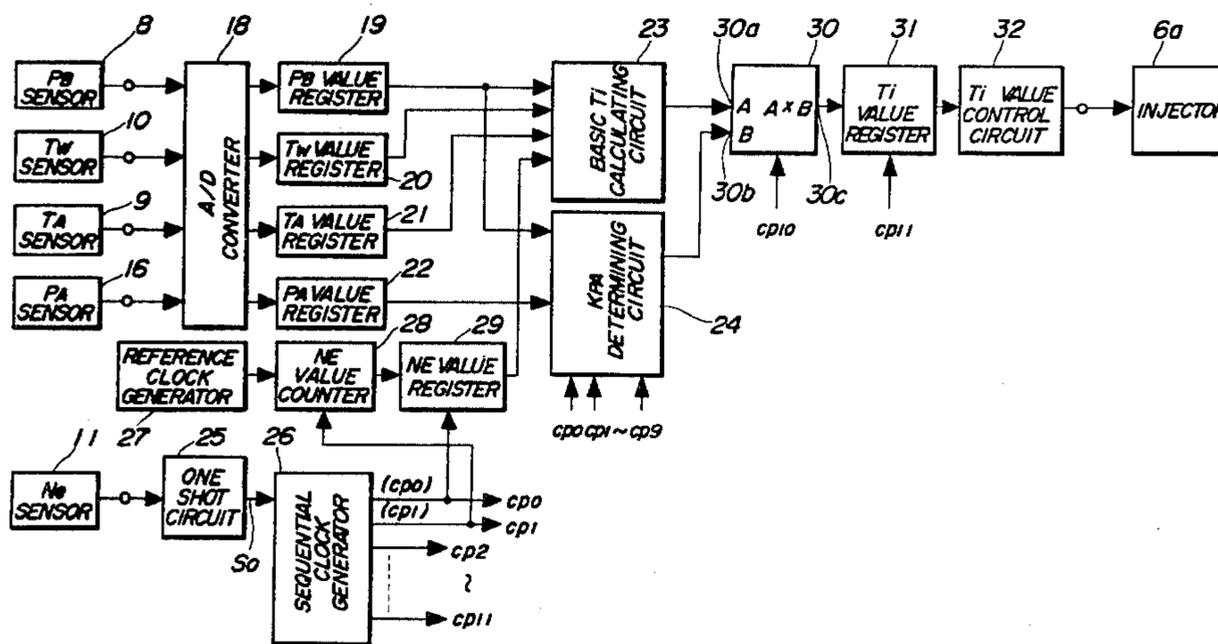 8
18
19
23
30a
30
31
32
6a
PB
SENSOR
PB VALUE
REGISTER
A
A×B
B
Ti
VALUE
REGISTER
Ti VALUE
CONTROL
CIRCUIT
INJECTOR
10
TW
SENSOR
TW VALUE
REGISTER
20
BASIC Ti
CALCULATING
CIRCUIT
A/D
CONVERTER
30b
30c
cp10
cp11
9
TA
SENSOR
TA VALUE
REGISTER
21
16
PA
SENSOR
PA VALUE
REGISTER
22
KPA
DETERMINING
CIRCUIT
24
28
29
REFERENCE
CLOCK
GENERATOR
NE
VALUE
COUNTER
NE VALUE
REGISTER
27
cp0 cp1~cp9
11
25
26
Ne
SENSOR
ONE
SHOT
CIRCUIT
So
SEQUENTIAL
CLOCK
GENERATOR
(cp0)
cp0
(cp1)
cp1
cp2
~
cp11